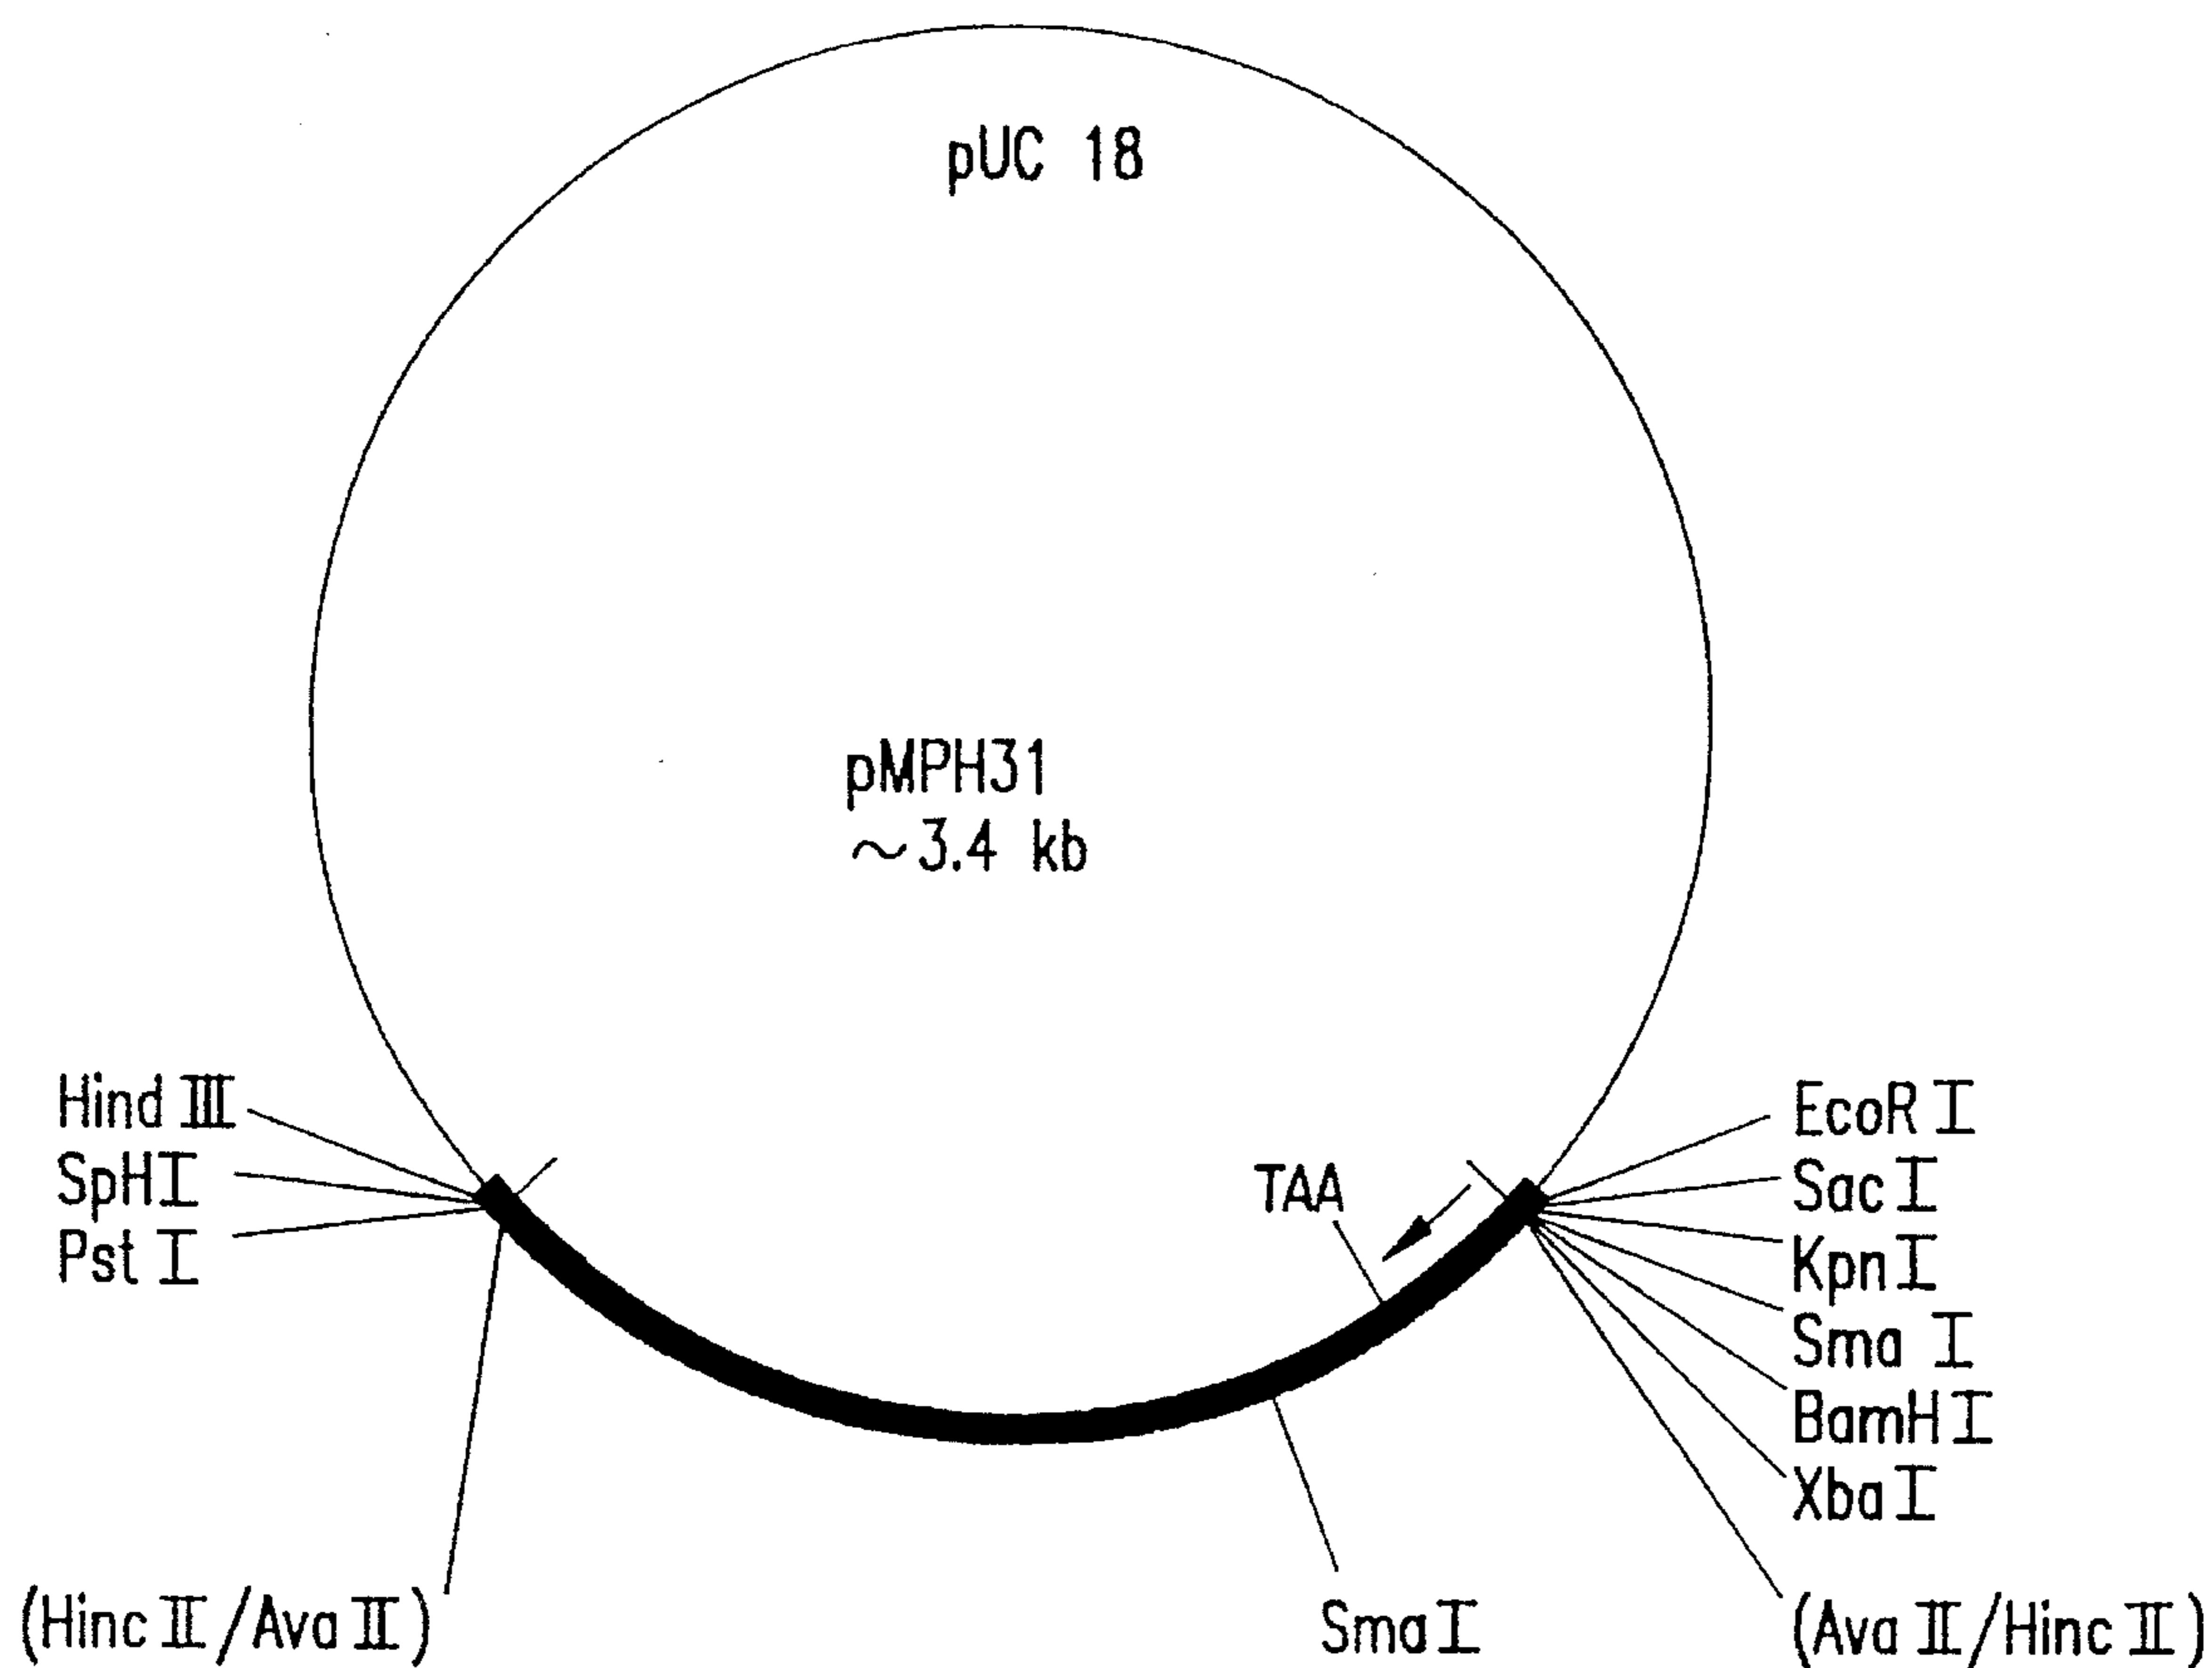 pUC 18
pMPH31
~3.4 kb
Hind III
SpHI
Pst I
(Hinc II/Ava II)
TAA
SmaI
EcoR I
Sac I
Kpn I
Sma I
BamH I
Xba I
(Ava II/Hinc II)